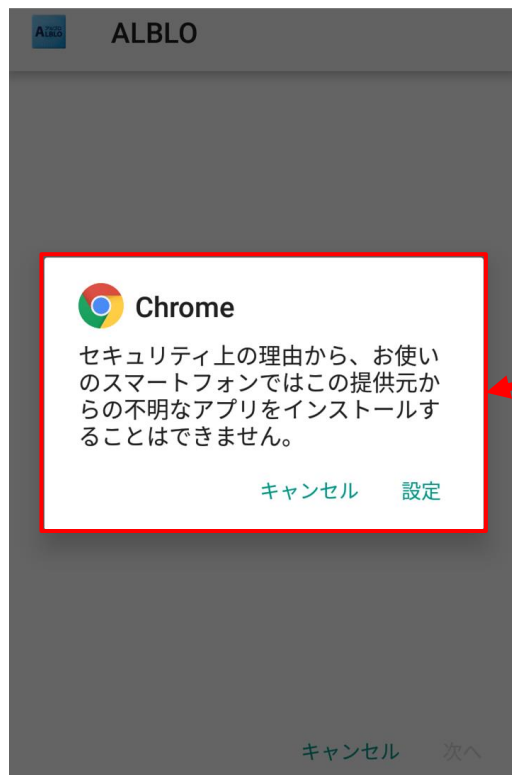 ALBLO
Chrome
セキュリティ上の理由から、お使い
のスマートフォンではこの提供元か
らの不明なアプリをインストールす
ることはできません。
キャンセル 設定
キャンセル 次へ